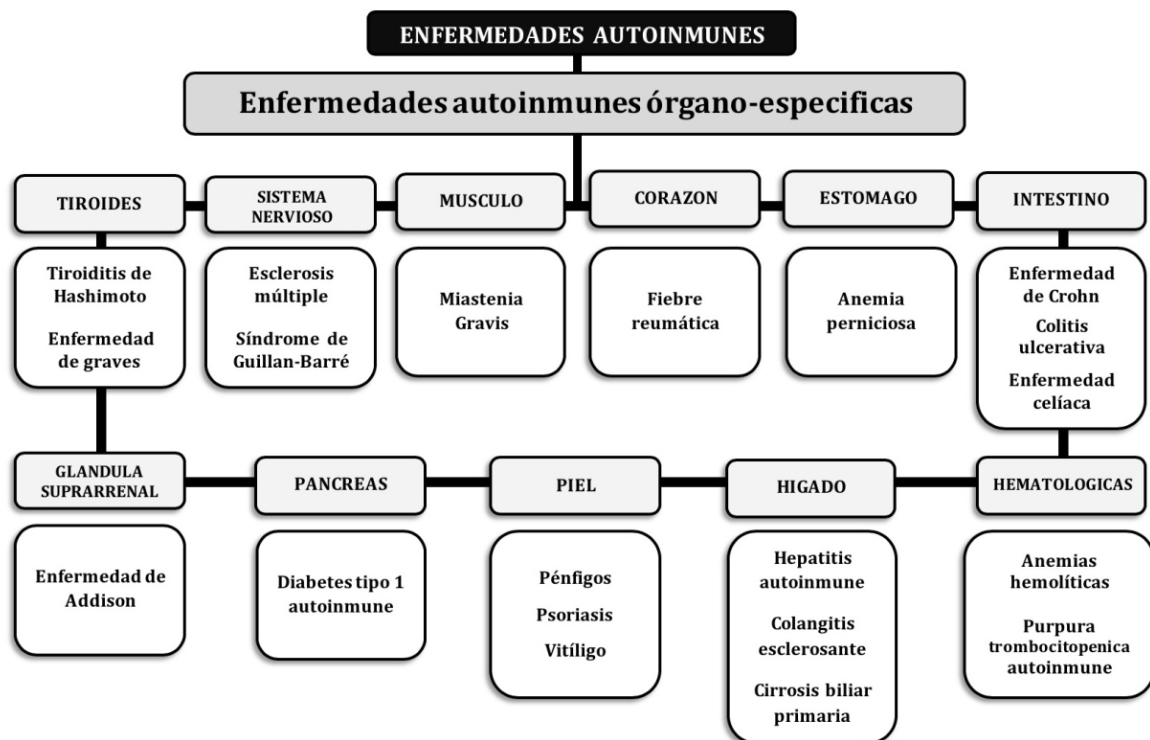 ENFERMEDADES AUTOINMUNES
Enfermedades autoinmunes órgano-especificas
TIROIDES
SISTEMA
NERVIOSO
MUSCULO
CORAZON
ESTOMAGO
INTESTINO
Tiroiditis de
Hashimoto
Enfermedad
de graves
Esclerosis
múltiple
Síndrome de
Guillan-Barré
Miastenia
Gravis
Fiebre
reumática
Anemia
perniciosa
Enfermedad
de Crohn
Colitis
ulcerativa
Enfermedad
celíaca
GLANDULA
SUPRARRENAL
PANCREAS
PIEL
HIGADO
HEMATOLOGICAS
Enfermedad de
Addison
Diabetes tipo 1
autoinmune
Pénfigos
Psoriasis
Vitíligo
Hepatitis
autoinmune
Colangitis
esclerosante
Cirrosis biliar
primaria
Anemias
hemolíticas
Purpura
trombocitopenica
autoinmune